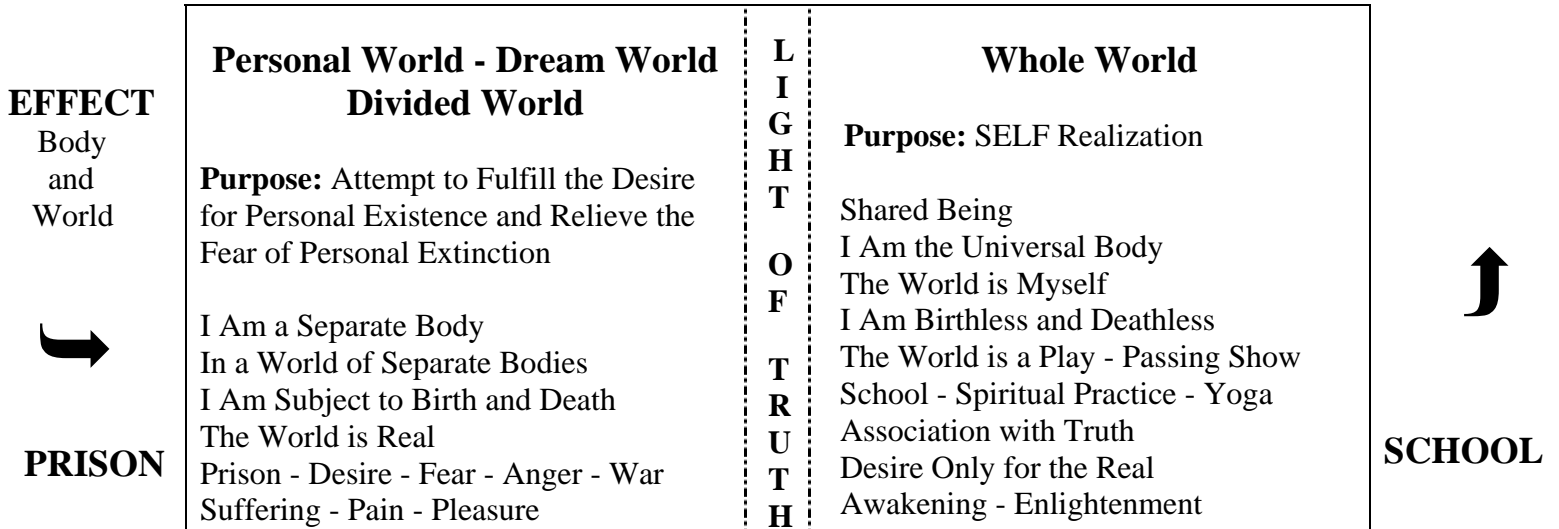 EFFECT
Body
and
World
PRISON
Personal World - Dream World
Divided World
Purpose: Attempt to Fulfill the Desire
for Personal Existence and Relieve the
Fear of Personal Extinction
I Am a Separate Body
In a World of Separate Bodies
I Am Subject to Birth and Death
The World is Real
Prison - Desire - Fear - Anger - War
Suffering - Pain - Pleasure
LIGHT OF TRUTH
Whole World
Purpose: SELF Realization
Shared Being
I Am the Universal Body
The World is Myself
I Am Birthless and Deathless
The World is a Play - Passing Show
School - Spiritual Practice - Yoga
Association with Truth
Desire Only for the Real
Awakening - Enlightenment
SCHOOL